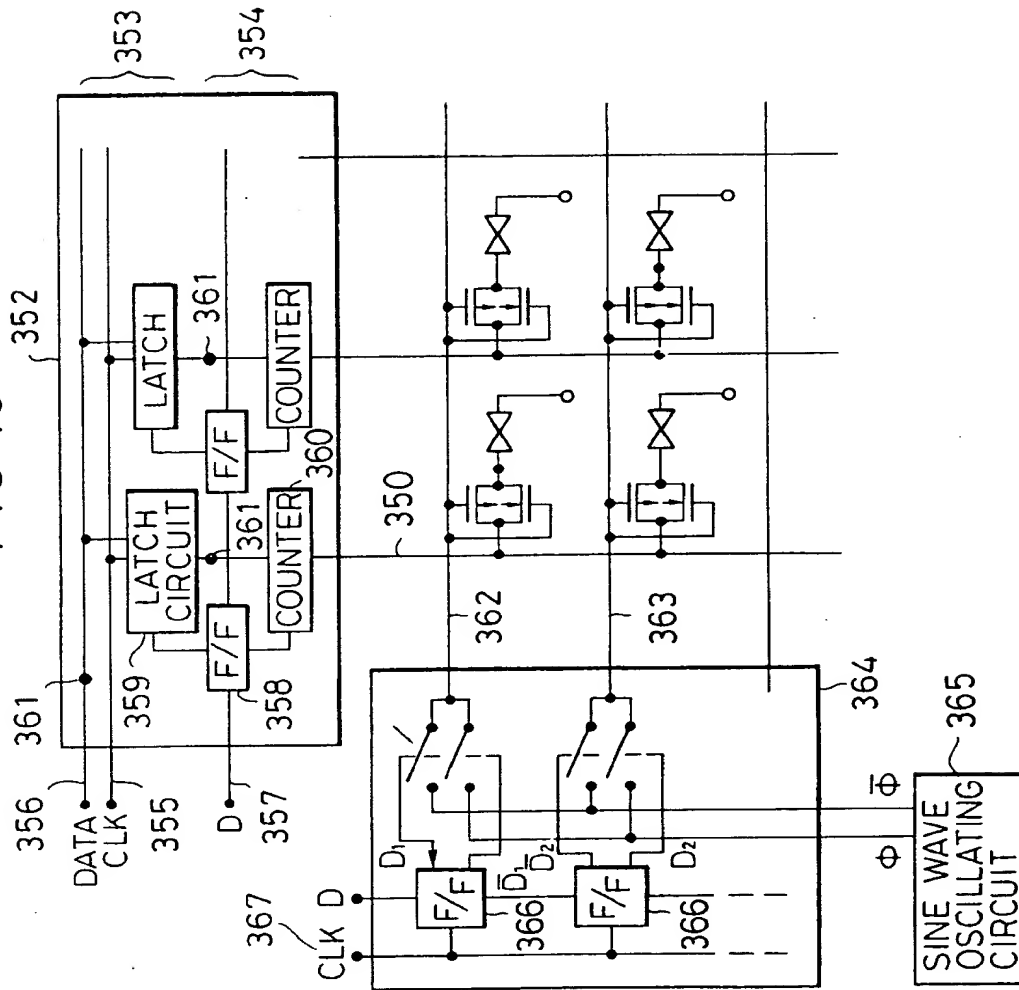 353
354
352
361
356
DATA
CLK
355
D
357
359
LATCH
CIRCUIT
361
F/F
358
COUNTER
360
LATCH
361
F/F
COUNTER
350
362
363
364
367
CLK
D
D₁
F/F
D̄₁
366
D̄₂
F/F
D₂
366
Φ
Φ̄
365
SINE WAVE
OSCILLATING
CIRCUIT